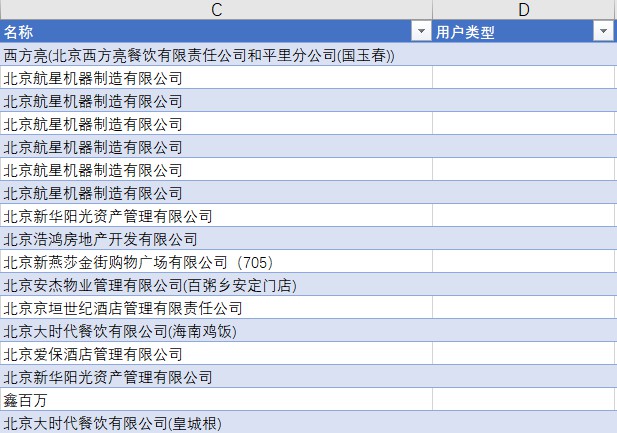 C D
名称 用户类型
西方亮(北京西方亮餐饮有限责任公司和平里分公司(国玉春))
北京航星机器制造有限公司
北京航星机器制造有限公司
北京航星机器制造有限公司
北京航星机器制造有限公司
北京航星机器制造有限公司
北京航星机器制造有限公司
北京新华阳光资产管理有限公司
北京浩鸿房地产开发有限公司
北京新燕莎金街购物广场有限公司（705）
北京安杰物业管理有限公司(百粥乡安定门店)
北京京垣世纪酒店管理有限责任公司
北京大时代餐饮有限公司(海南鸡饭)
北京爱保酒店管理有限公司
北京新华阳光资产管理有限公司
鑫百万
北京大时代餐饮有限公司(皇城根)